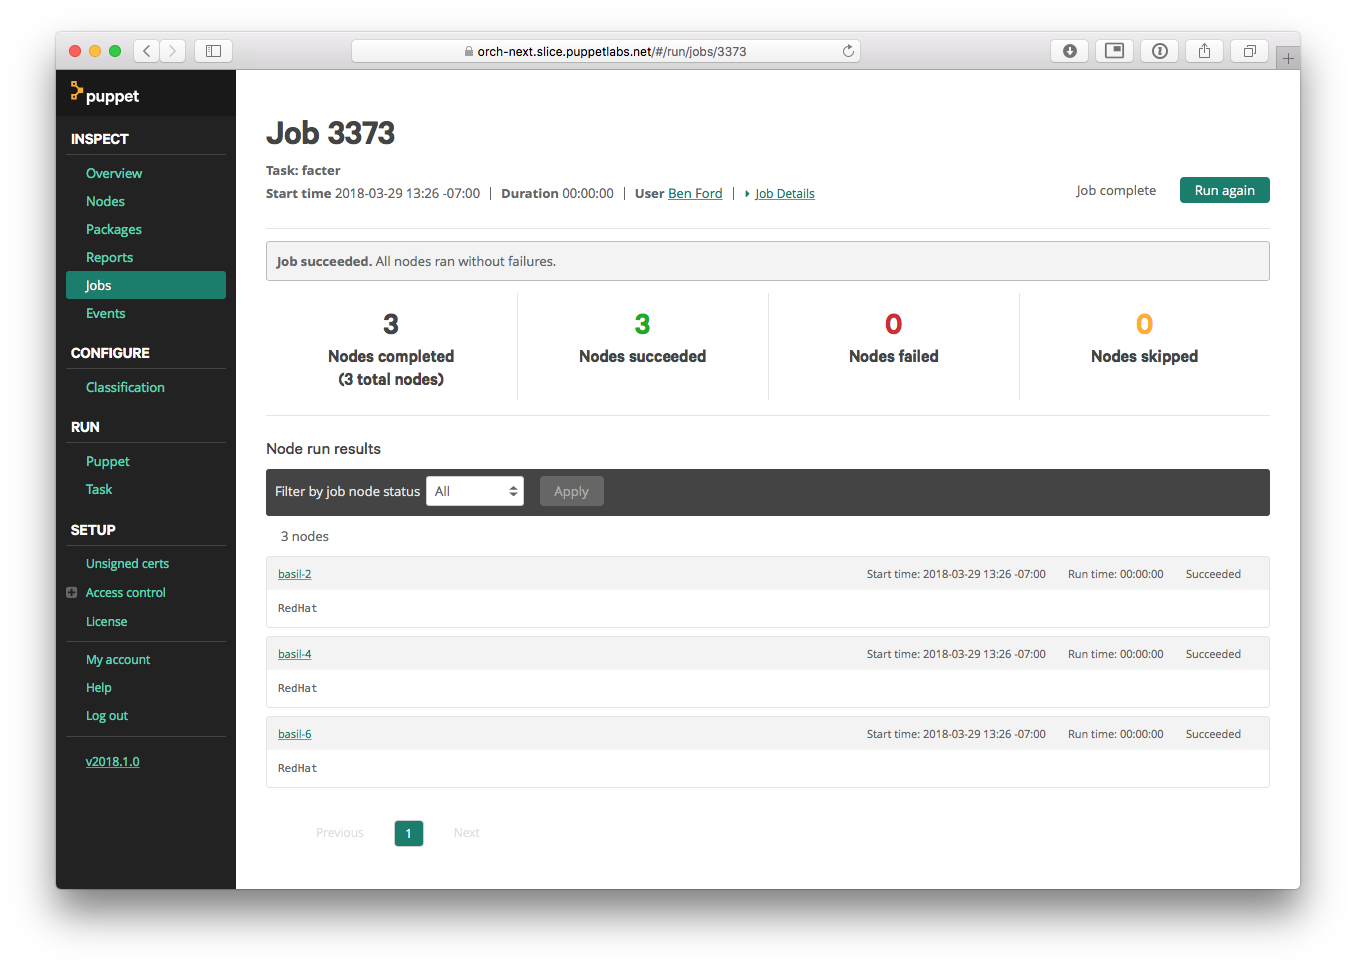 orch-next.slice.puppetlabs.net/#/run/jobs/3373
puppet
INSPECT
Overview
Nodes
Packages
Reports
Jobs
Events
CONFIGURE
Classification
RUN
Puppet
Task
SETUP
Unsigned certs
Access control
License
My account
Help
Log out
v2018.1.0
Job 3373
Task: facter
Start time 2018-03-29 13:26 -07:00 | Duration 00:00:00 | User Ben Ford | Job Details
Job complete
Run again
Job succeeded. All nodes ran without failures.
3
Nodes completed
(3 total nodes)
3
Nodes succeeded
0
Nodes failed
0
Nodes skipped
Node run results
Filter by job node status All Apply
3 nodes
basil-2 Start time: 2018-03-29 13:26 -07:00 Run time: 00:00:00 Succeeded
RedHat
basil-4 Start time: 2018-03-29 13:26 -07:00 Run time: 00:00:00 Succeeded
RedHat
basil-6 Start time: 2018-03-29 13:26 -07:00 Run time: 00:00:00 Succeeded
RedHat
Previous 1 Next